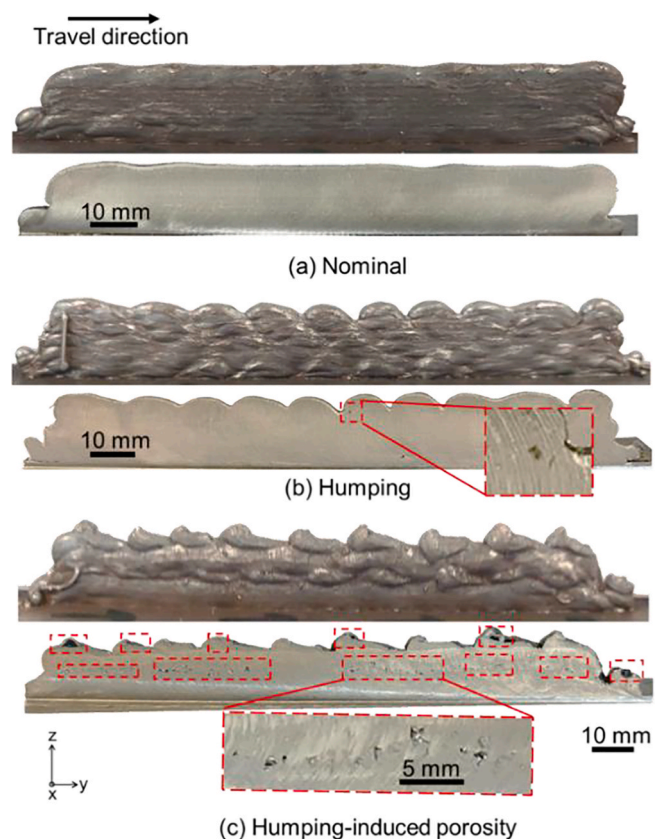 Travel direction
10 mm
(a) Nominal
10 mm
(b) Humping
10 mm
5 mm
z
x
y
(c) Humping-induced porosity